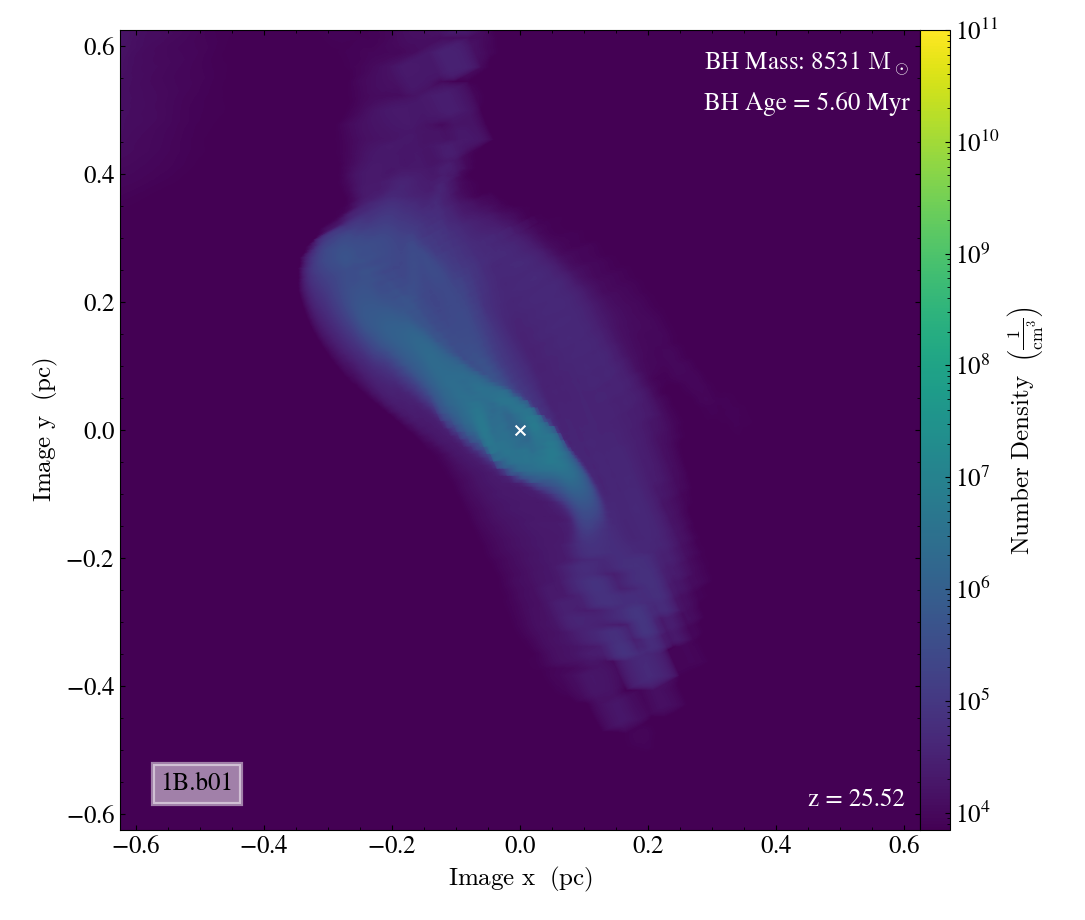 BH Mass: 8531 M⊙
BH Age = 5.60 Myr
1B.b01
z = 25.52
Image y (pc)
0.6
0.4
0.2
0.0
−0.2
−0.4
−0.6
−0.6 −0.4 −0.2 0.0 0.2 0.4 0.6
Image x (pc)
10¹¹
10¹⁰
10⁹
10⁸
10⁷
10⁶
10⁵
10⁴
Number Density (1/cm³)